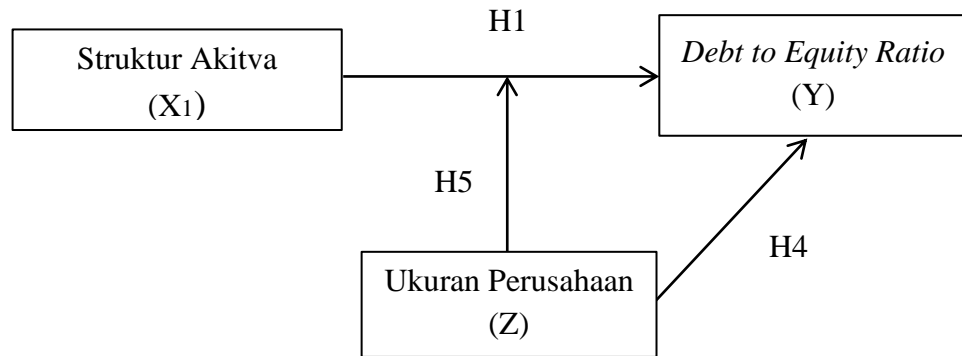 H1
Struktur Akitva
(X1)
Debt to Equity Ratio
(Y)
H5
H4
Ukuran Perusahaan
(Z)